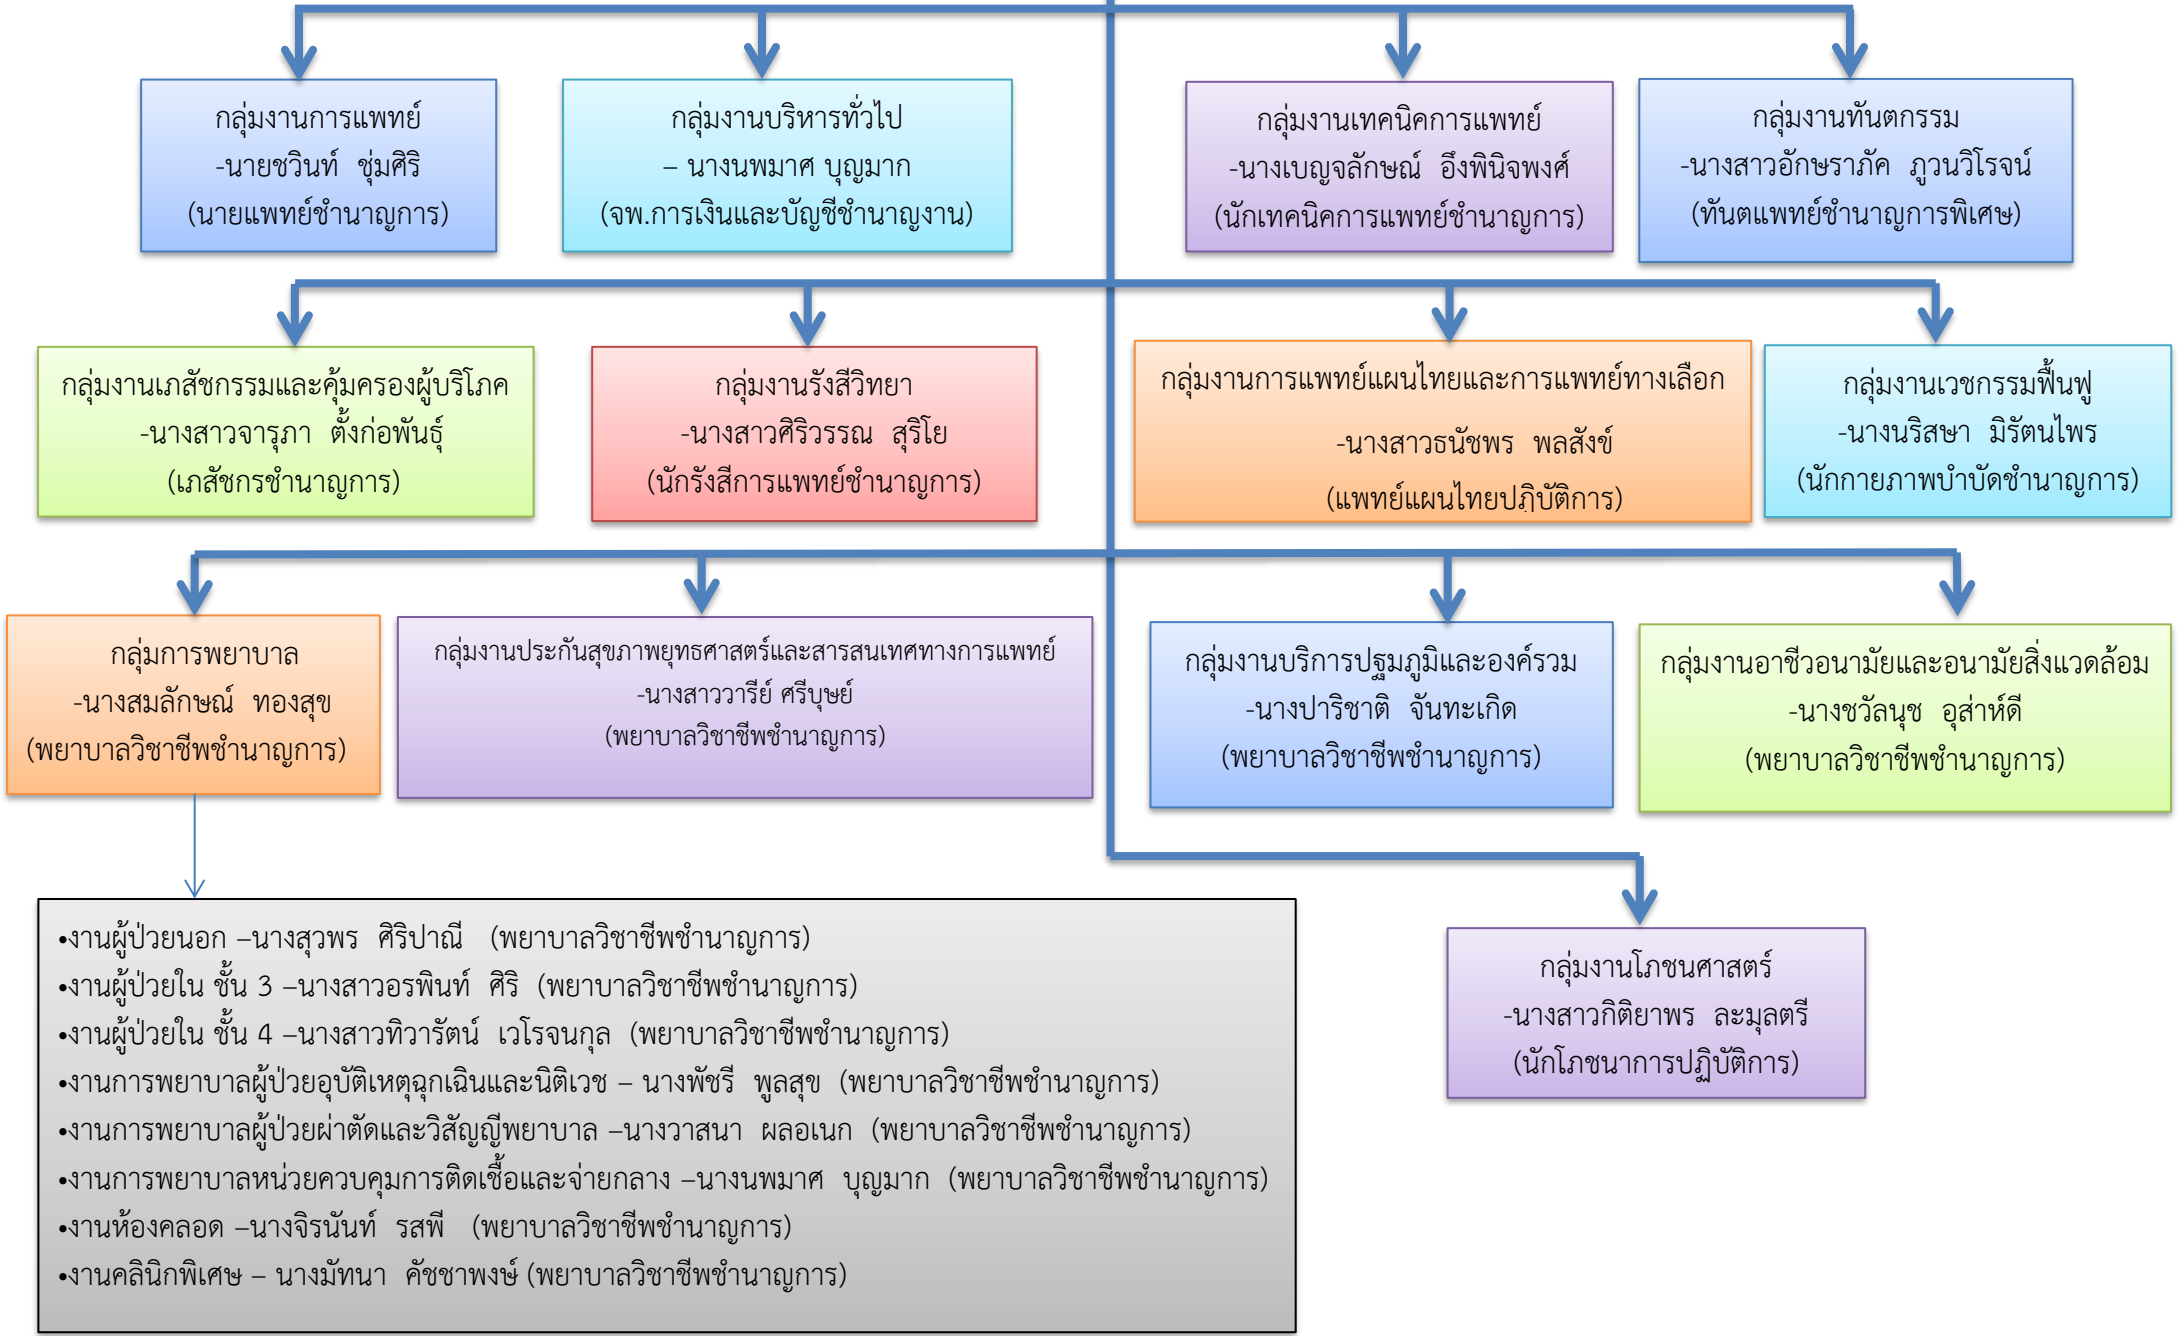 กลุ่มงานการแพทย์
-นายชวินท์ ชุ่มศิริ
(นายแพทย์ชำนาญการ)
กลุ่มงานบริหารทั่วไป
– นางนพมาศ บุญมาก
(จพ.การเงินและบัญชีชำนาญงาน)
กลุ่มงานเทคนิคการแพทย์
-นางเบญจลักษณ์ อึงพินิจพงศ์
(นักเทคนิคการแพทย์ชำนาญการ)
กลุ่มงานทันตกรรม
-นางสาวอักษราภัค ภูวนวิโรจน์
(ทันตแพทย์ชำนาญการพิเศษ)
กลุ่มงานเภสัชกรรมและคุ้มครองผู้บริโภค
-นางสาวจารุภา ตั้งก่อพันธุ์
(เภสัชกรชำนาญการ)
กลุ่มงานรังสีวิทยา
-นางสาวศิริวรรณ สุริโย
(นักรังสีการแพทย์ชำนาญการ)
กลุ่มงานการแพทย์แผนไทยและการแพทย์ทางเลือก
-นางสาวธนัชพร พลสังข์
(แพทย์แผนไทยปฏิบัติการ)
กลุ่มงานเวชกรรมฟื้นฟู
-นางนริสษา มิรัตนไพร
(นักกายภาพบำบัดชำนาญการ)
กลุ่มการพยาบาล
-นางสมลักษณ์ ทองสุข
(พยาบาลวิชาชีพชำนาญการ)
กลุ่มงานประกันสุขภาพยุทธศาสตร์และสารสนเทศทางการแพทย์
-นางสาววารีย์ ศรีบุษย์
(พยาบาลวิชาชีพชำนาญการ)
กลุ่มงานบริการปฐมภูมิและองค์รวม
-นางปาริชาติ จันทะเกิด
(พยาบาลวิชาชีพชำนาญการ)
กลุ่มงานอาชีวอนามัยและอนามัยสิ่งแวดล้อม
-นางชวัลนุช อุส่าห์ดี
(พยาบาลวิชาชีพชำนาญการ)
•งานผู้ป่วยนอก –นางสุวพร ศิริปาณี (พยาบาลวิชาชีพชำนาญการ)
•งานผู้ป่วยใน ชั้น 3 –นางสาวอรพินท์ ศิริ (พยาบาลวิชาชีพชำนาญการ)
•งานผู้ป่วยใน ชั้น 4 –นางสาวทิวารัตน์ เวโรจนกุล (พยาบาลวิชาชีพชำนาญการ)
•งานการพยาบาลผู้ป่วยอุบัติเหตุฉุกเฉินและนิติเวช – นางพัชรี พูลสุข (พยาบาลวิชาชีพชำนาญการ)
•งานการพยาบาลผู้ป่วยผ่าตัดและวิสัญญีพยาบาล –นางวาสนา ผลอเนก (พยาบาลวิชาชีพชำนาญการ)
•งานการพยาบาลหน่วยควบคุมการติดเชื้อและจ่ายกลาง –นางนพมาศ บุญมาก (พยาบาลวิชาชีพชำนาญการ)
•งานห้องคลอด –นางจิรนันท์ รสพี (พยาบาลวิชาชีพชำนาญการ)
•งานคลินิกพิเศษ – นางมัทนา คัชชาพงษ์ (พยาบาลวิชาชีพชำนาญการ)
กลุ่มงานโภชนศาสตร์
-นางสาวกิติยาพร ละมุลตรี
(นักโภชนาการปฏิบัติการ)